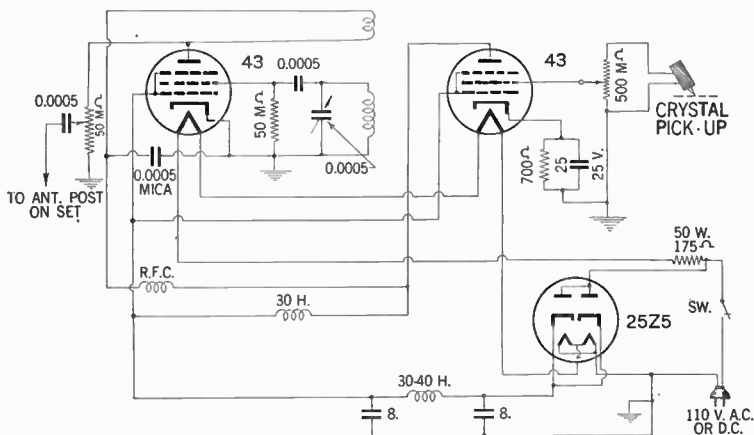 43
43
0.0005
0.0005
50 MΩ
50 MΩ
0.0005
0.0005
MICA
TO ANT. POST
ON SET
500 MΩ
CRYSTAL
PICK-UP
700Ω
25
25 V.
50 W.
175Ω
R.F.C.
30 H.
SW.
25Z5
30-40 H.
8.
8.
110 V. A.C.
OR D.C.